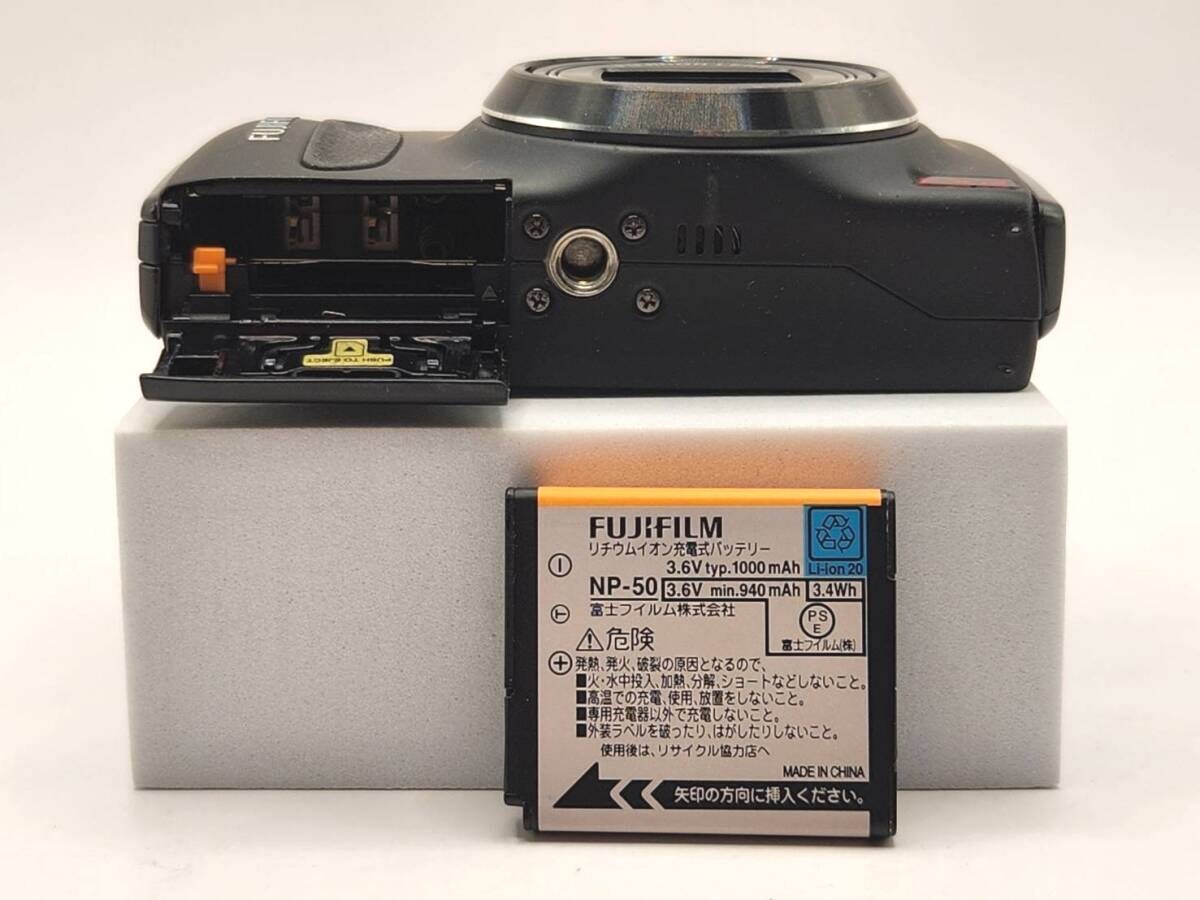 FUJIFI
PUSH TO EJECT
FUJIFILM
リチウムイオン充電式バッテリー
3.6V typ.1000 mAh
Li-ion 20
NP-50 3.6V min.940 mAh 3.4Wh
富士フイルム株式会社
PS
E
富士フイルム(株)
⚠危険
発熱、発火、破裂の原因となるので、
■火・水中投入、加熱、分解、ショートなどしないこと。
■高温での充電、使用、放置をしないこと。
■専用充電器以外で充電しないこと。
■外装ラベルを破ったり、はがしたりしないこと。
使用後は、リサイクル協力店へ
MADE IN CHINA
矢印の方向に挿入ください。